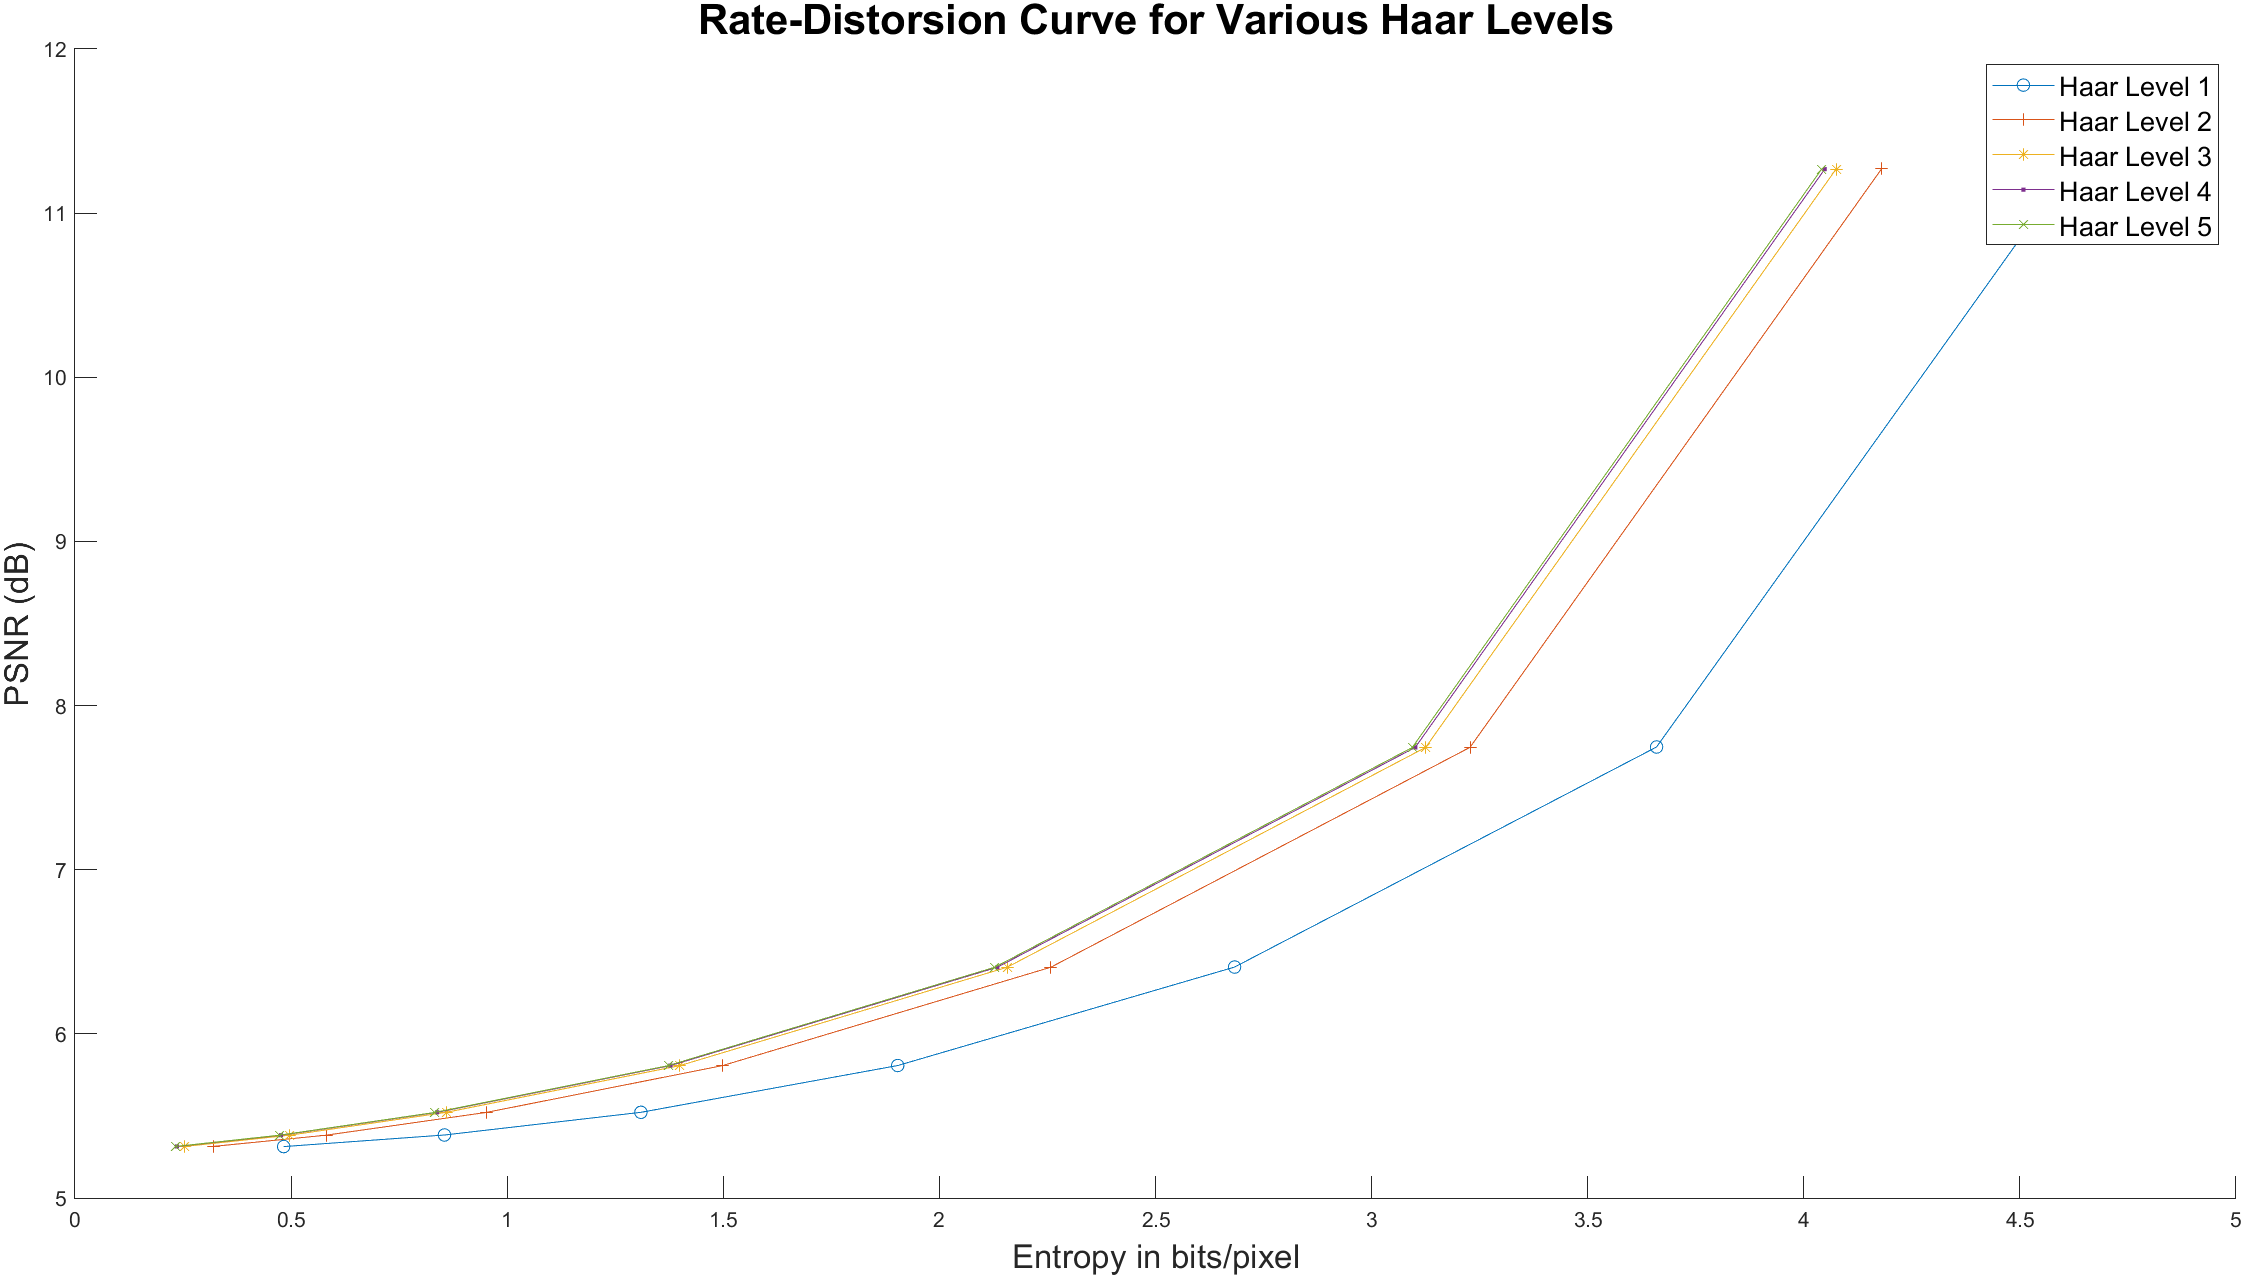 Rate-Distorsion Curve for Various Haar Levels
12
11
10
9
8
7
6
5
PSNR (dB)
Haar Level 1
Haar Level 2
Haar Level 3
Haar Level 4
Haar Level 5
0 0.5 1 1.5 2 2.5 3 3.5 4 4.5 5
Entropy in bits/pixel